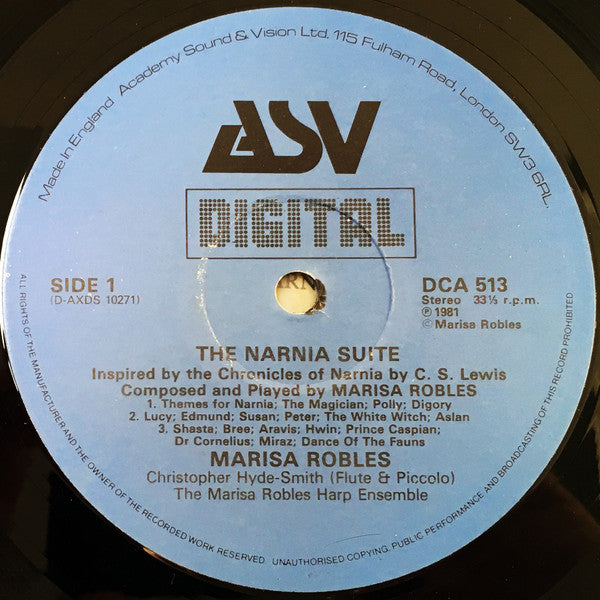 Made in England Academy Sound & Vision Ltd. 115 Fulham Road, London SW3 6RL.
ASV
DIGITAL
SIDE 1
(D-AXDS 10271)
DCA 513
Stereo 33⅓ r.p.m.
℗ 1981
© Marisa Robles
THE NARNIA SUITE
Inspired by the Chronicles of Narnia by C. S. Lewis
Composed and Played by MARISA ROBLES
1. Themes for Narnia; The Magician; Polly; Digory
2. Lucy; Edmund; Susan; Peter; The White Witch; Aslan
3. Shasta; Bree; Aravis; Hwin; Prince Caspian;
Dr Cornelius; Miraz; Dance Of The Fauns
MARISA ROBLES
Christopher Hyde-Smith (Flute & Piccolo)
The Marisa Robles Harp Ensemble
ALL RIGHTS OF THE MANUFACTURER AND THE OWNER OF THE RECORDED WORK RESERVED. UNAUTHORISED COPYING, PUBLIC PERFORMANCE AND BROADCASTING OF THIS RECORD PROHIBITED